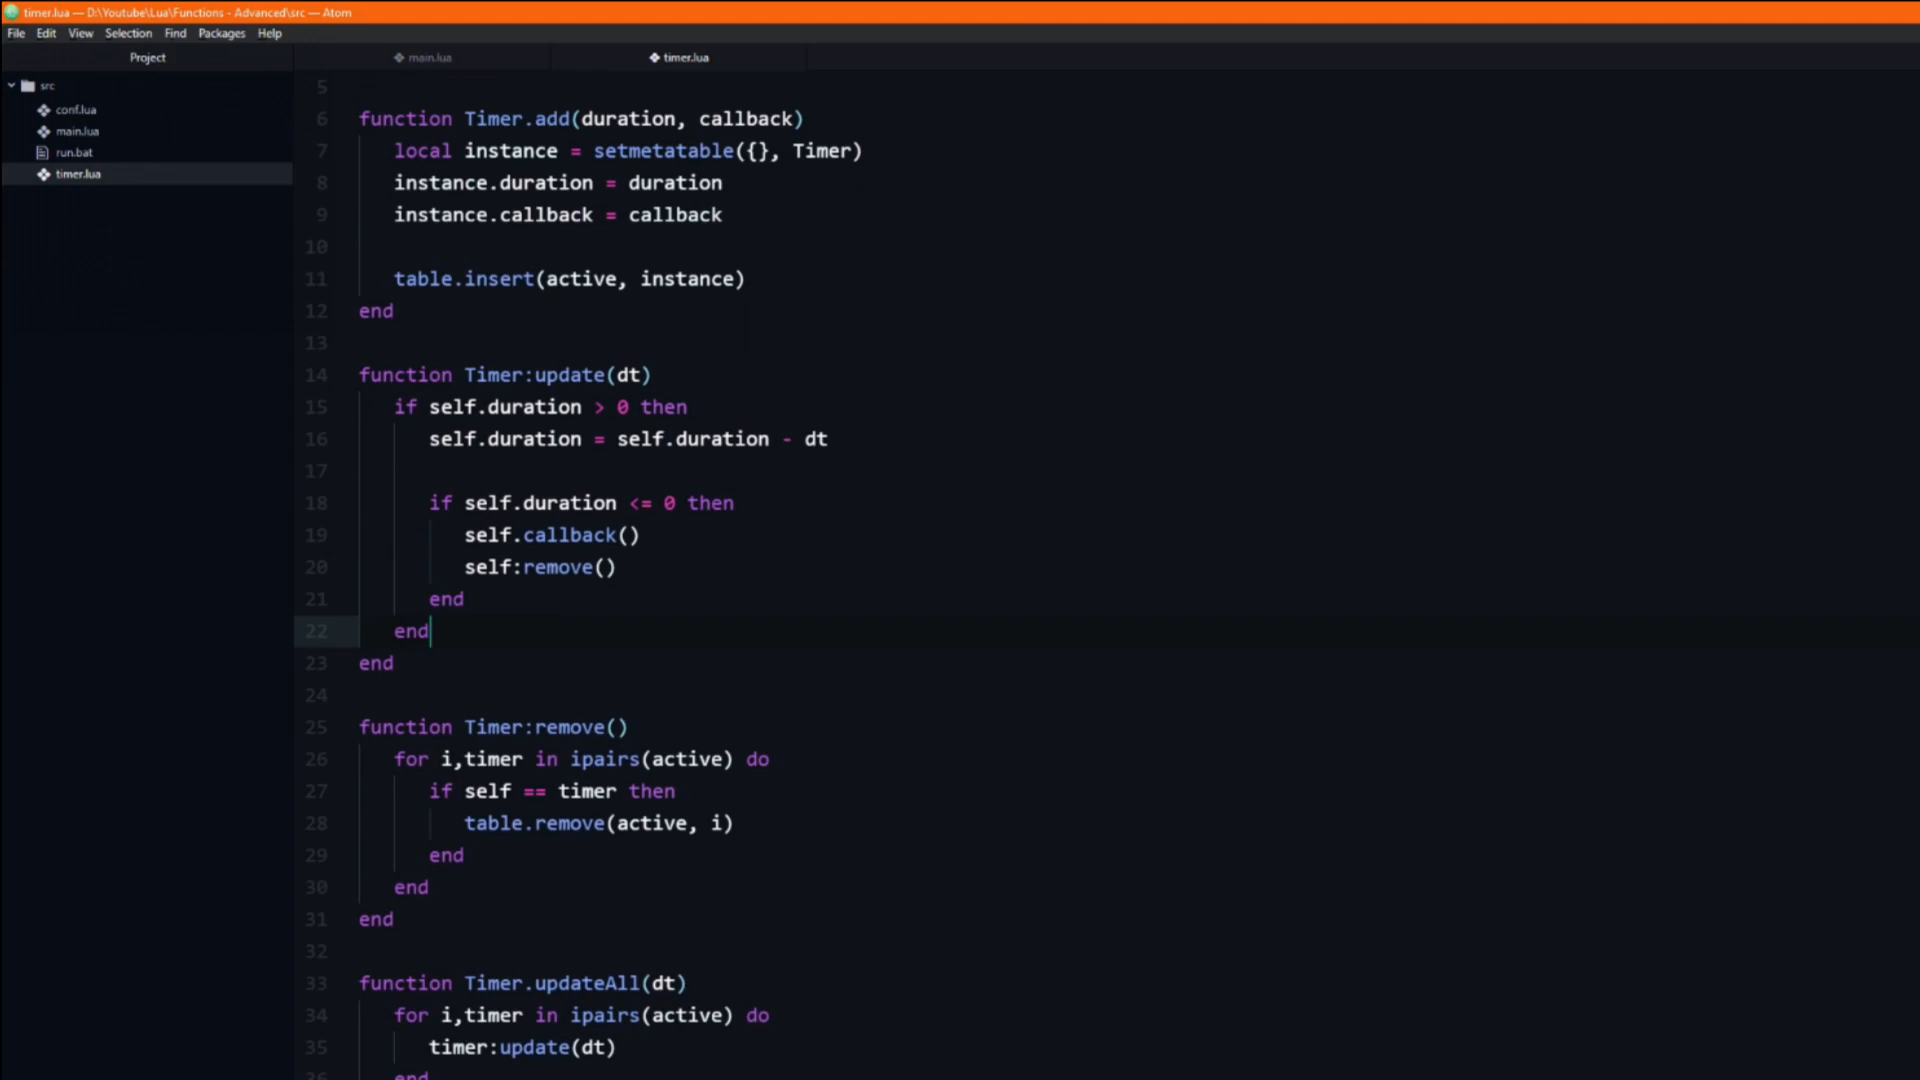 timer.lua — D:\Youtube\Lua\Functions - Advanced\src — Atom
File Edit View Selection Find Packages Help
Project
main.lua
timer.lua
src
conf.lua
main.lua
run.bat
timer.lua
5
6 function Timer.add(duration, callback)
7 local instance = setmetatable({}, Timer)
8 instance.duration = duration
9 instance.callback = callback
10
11 table.insert(active, instance)
12 end
13
14 function Timer:update(dt)
15 if self.duration > 0 then
16 self.duration = self.duration - dt
17
18 if self.duration <= 0 then
19 self.callback()
20 self:remove()
21 end
22 end
23 end
24
25 function Timer:remove()
26 for i,timer in ipairs(active) do
27 if self == timer then
28 table.remove(active, i)
29 end
30 end
31 end
32
33 function Timer.updateAll(dt)
34 for i,timer in ipairs(active) do
35 timer:update(dt)
36 end